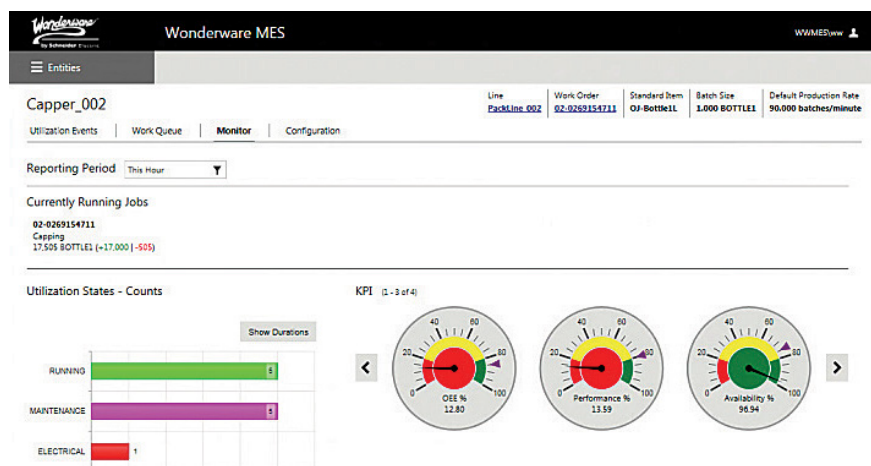 Wonderware
by Schneider Electric
Wonderware MES
WWMES\ww
Entities
Capper_002
Line
PackLine_002
Work Order
02-0269154711
Standard Item
OJ-Bottle1L
Batch Size
1.000 BOTTLE1
Default Production Rate
90.000 batches/minute
Utilization Events | Work Queue | Monitor | Configuration
Reporting Period This Hour
Currently Running Jobs
02-0269154711
Capping
17,505 BOTTLE1 (+17,000 | -505)
Utilization States - Counts
Show Durations
RUNNING 5
MAINTENANCE 5
ELECTRICAL 1
KPI (1 - 3 of 4)
0 20 40 60 80 100
OEE %
12.80
0 20 40 60 80 100
Performance %
13.59
0 20 40 60 80 100
Availability %
96.94